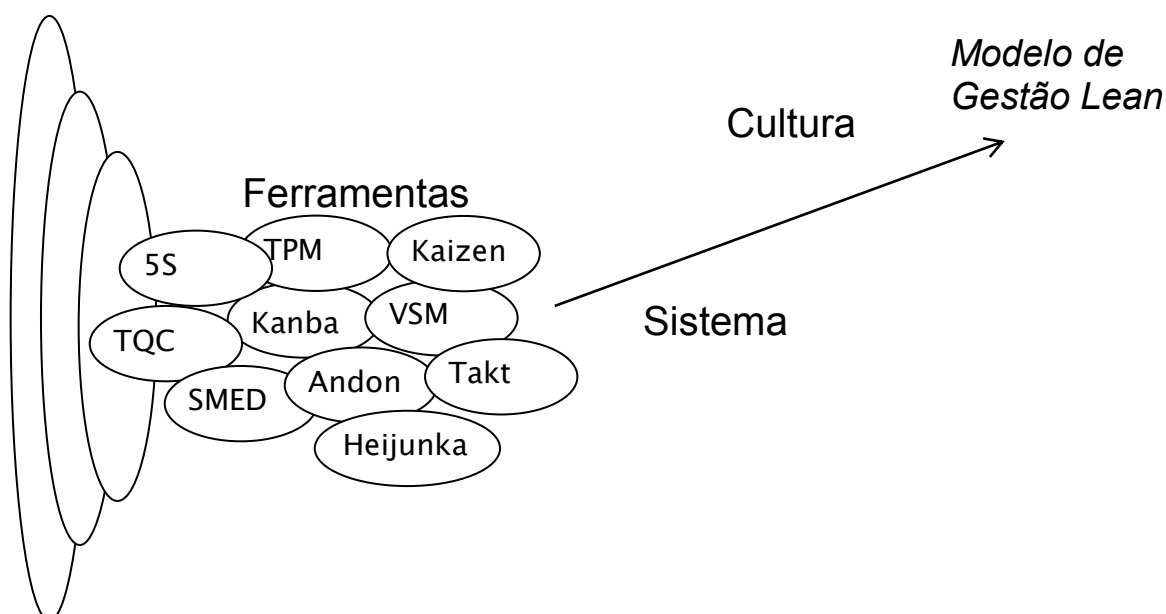 Modelo de
Gestão Lean
Cultura
Ferramentas
5S
TPM
Kaizen
TQC
Kanba
VSM
Sistema
SMED
Andon
Takt
Heijunka